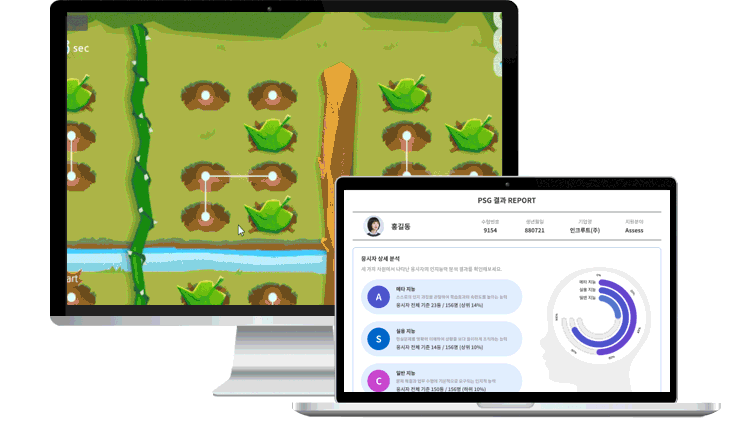 sec
art
PSG 결과 REPORT
홍길동
수험번호
9154
생년월일
880721
기업명
인크루트(주)
지원분야
Assess
응시자 상세 분석
A
메타 지능
응시자 전체 기준 23등 / 156명 (상위 14%)
S
실용 지능
응시자 전체 기준 14등 / 156명 (상위 10%)
C
일반 지능
응시자 전체 기준 150등 / 156명 (하위 10%)
메타 지능
실용 지능
일반 지능